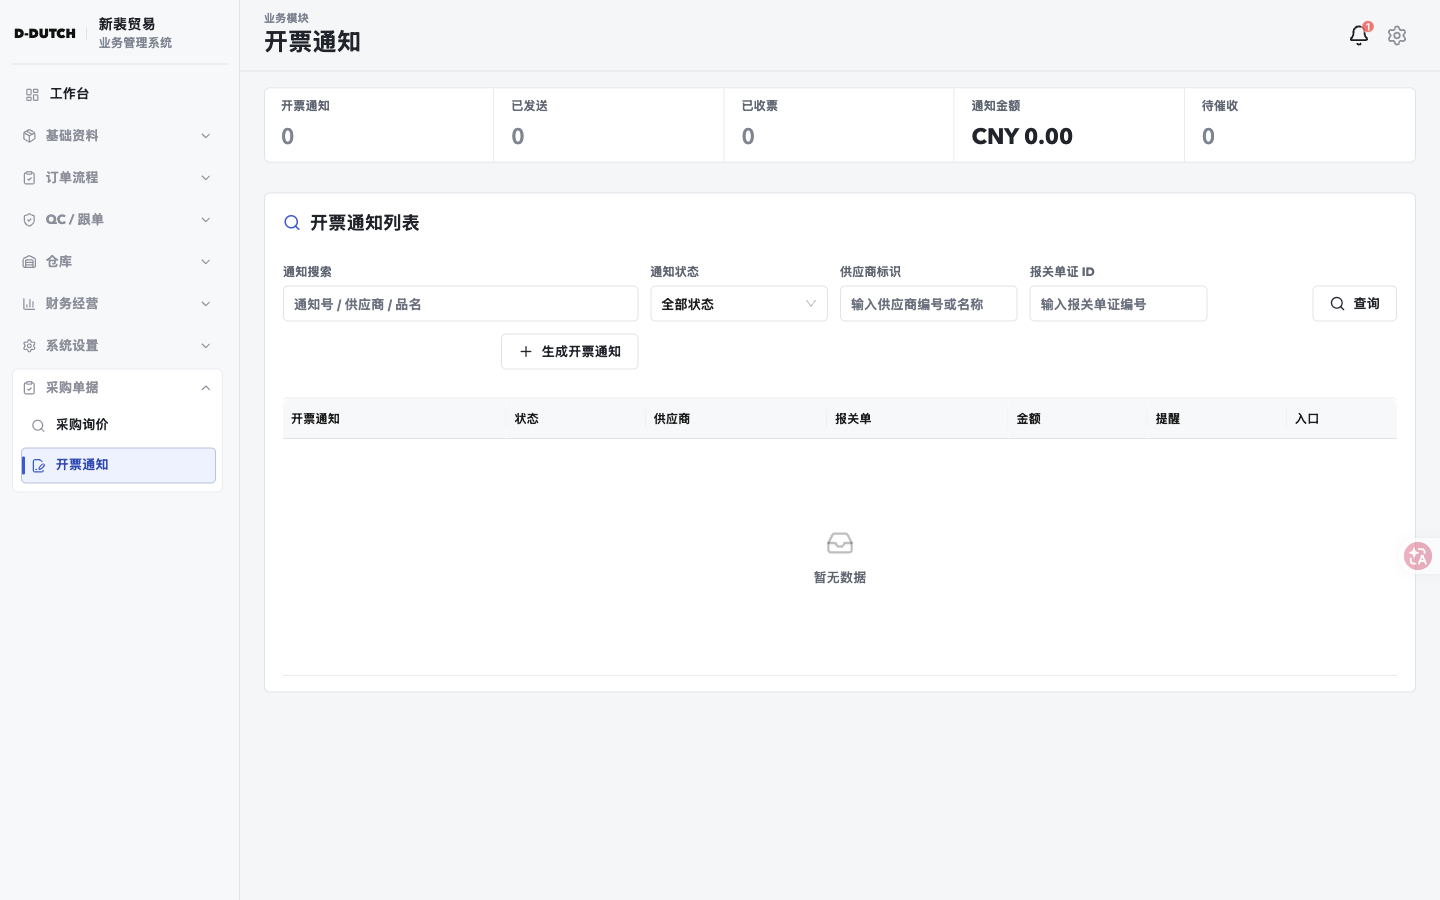 D-DUTCH
新裴贸易
业务管理系统
工作台
基础资料
订单流程
QC / 跟单
仓库
财务经营
系统设置
采购单据
采购询价
开票通知
业务模块
开票通知
1
开票通知
0
已发送
0
已收票
0
通知金额
CNY 0.00
待催收
0
开票通知列表
通知搜索
通知状态
供应商标识
报关单证 ID
通知号 / 供应商 / 品名
全部状态
输入供应商编号或名称
输入报关单证编号
查询
生成开票通知
开票通知 状态 供应商 报关单 金额 提醒 入口
暂无数据